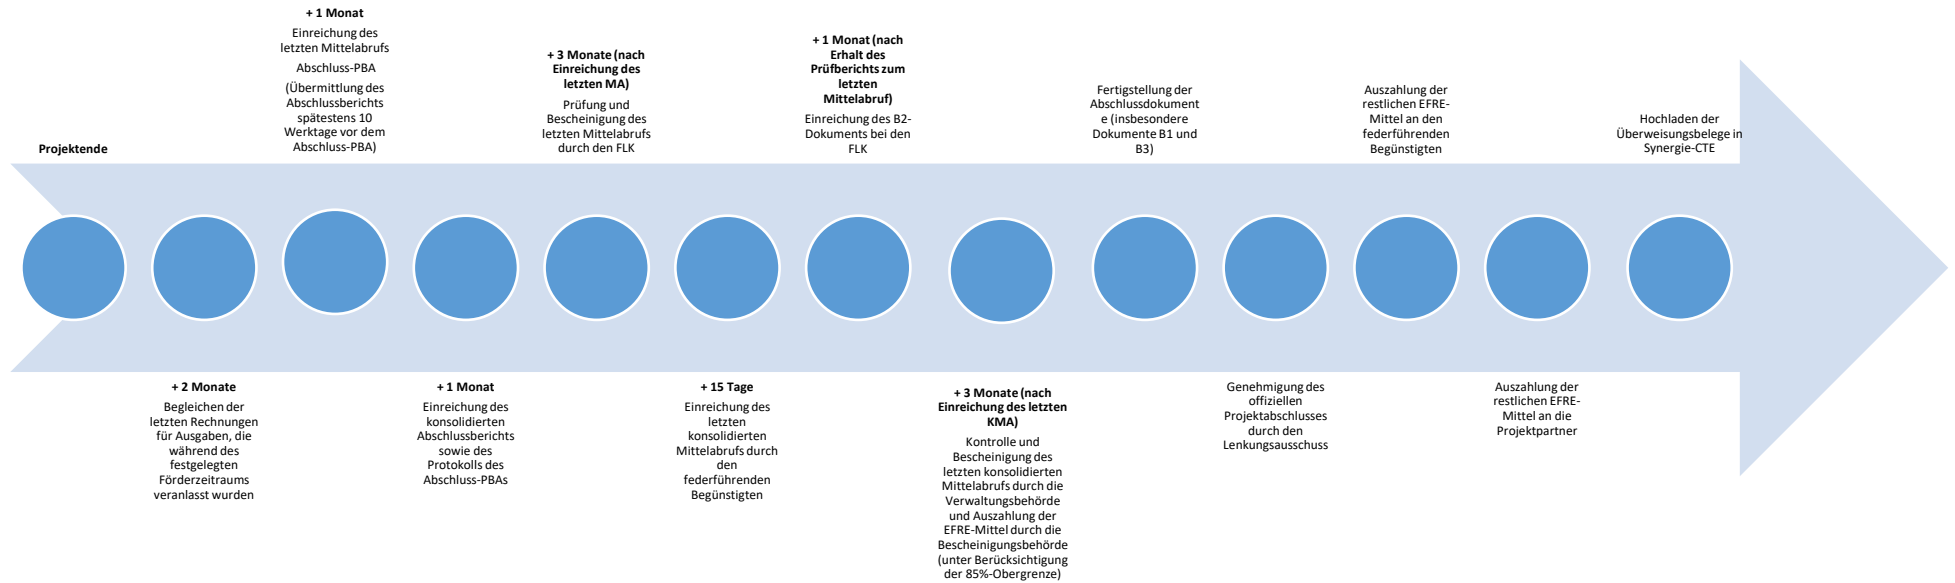 Projektende
+ 2 Monate
Begleichen der
letzten Rechnungen
für Ausgaben, die
während des
festgelegten
Förderzeitraums
veranlasst wurden
+ 1 Monat
Einreichung des
letzten Mittelabrufs
Abschluss-PBA
(Übermittlung des
Abschlussberichts
spätestens 10
Werktage vor dem
Abschluss-PBA)
+ 1 Monat
Einreichung des
konsolidierten
Abschlussberichts
sowie des
Protokolls des
Abschluss-PBAs
+ 3 Monate (nach
Einreichung des
letzten MA)
Prüfung und
Bescheinigung des
letzten Mittelabrufs
durch den FLK
+ 15 Tage
Einreichung des
letzten
konsolidierten
Mittelabrufs durch
den
federführenden
Begünstigten
+ 1 Monat (nach
Erhalt des
Prüfberichts zum
letzten
Mittelabruf)
Einreichung des B2-
Dokuments bei den
FLK
+ 3 Monate (nach
Einreichung des letzten
KMA)
Kontrolle und
Bescheinigung des
letzten konsolidierten
Mittelabrufs durch die
Verwaltungsbehörde
und Auszahlung der
EFRE-Mittel durch die
Bescheinigungsbehörde
(unter Berücksichtigung
der 85%-Obergrenze)
Fertigstellung der
Abschlussdokument
e (insbesondere
Dokumente B1 und
B3)
Genehmigung des
offiziellen
Projektabschlusses
durch den
Lenkungsausschuss
Auszahlung der
restlichen EFRE-
Mittel an den
federführenden
Begünstigten
Auszahlung der
restlichen EFRE-
Mittel an die
Projektpartner
Hochladen der
Überweisungsbelege in
Synergie-CTE